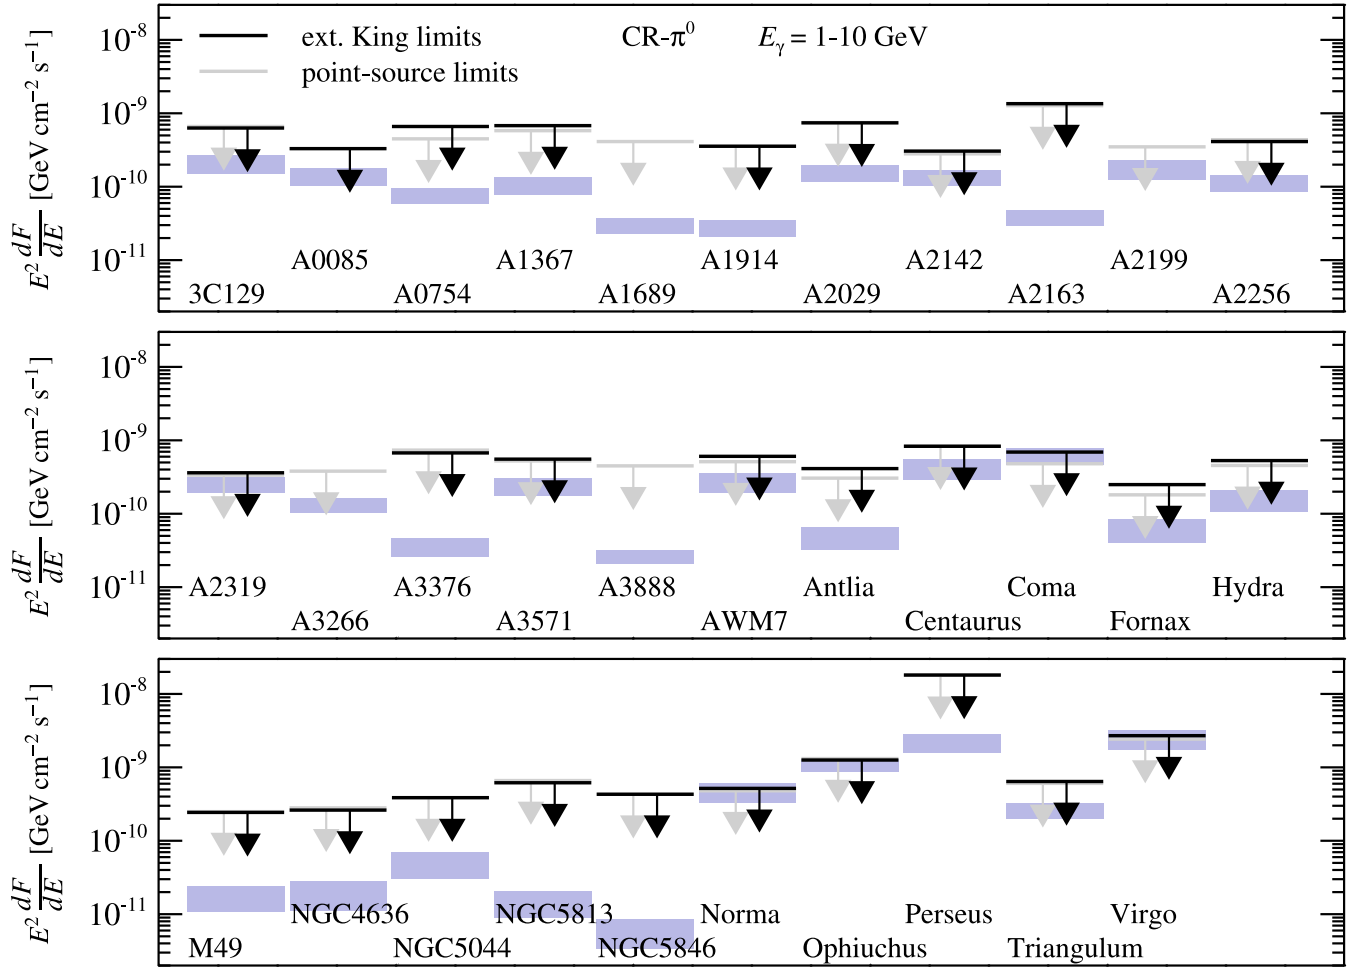 ext. King limits
CR-π⁰
E_γ = 1-10 GeV
point-source limits
E² dF/dE [GeV cm⁻² s⁻¹]
10⁻⁸
10⁻⁹
10⁻¹⁰
10⁻¹¹
A0085 A1367 A1914 A2142 A2199
3C129 A0754 A1689 A2029 A2163 A2256
E² dF/dE [GeV cm⁻² s⁻¹]
10⁻⁸
10⁻⁹
10⁻¹⁰
10⁻¹¹
A2319 A3376 A3888 Antlia Coma Hydra
A3266 A3571 AWM7 Centaurus Fornax
E² dF/dE [GeV cm⁻² s⁻¹]
10⁻⁸
10⁻⁹
10⁻¹⁰
10⁻¹¹
NGC4636 NGC5813 Norma Perseus Virgo
M49 NGC5044 NGC5846 Ophiuchus Triangulum